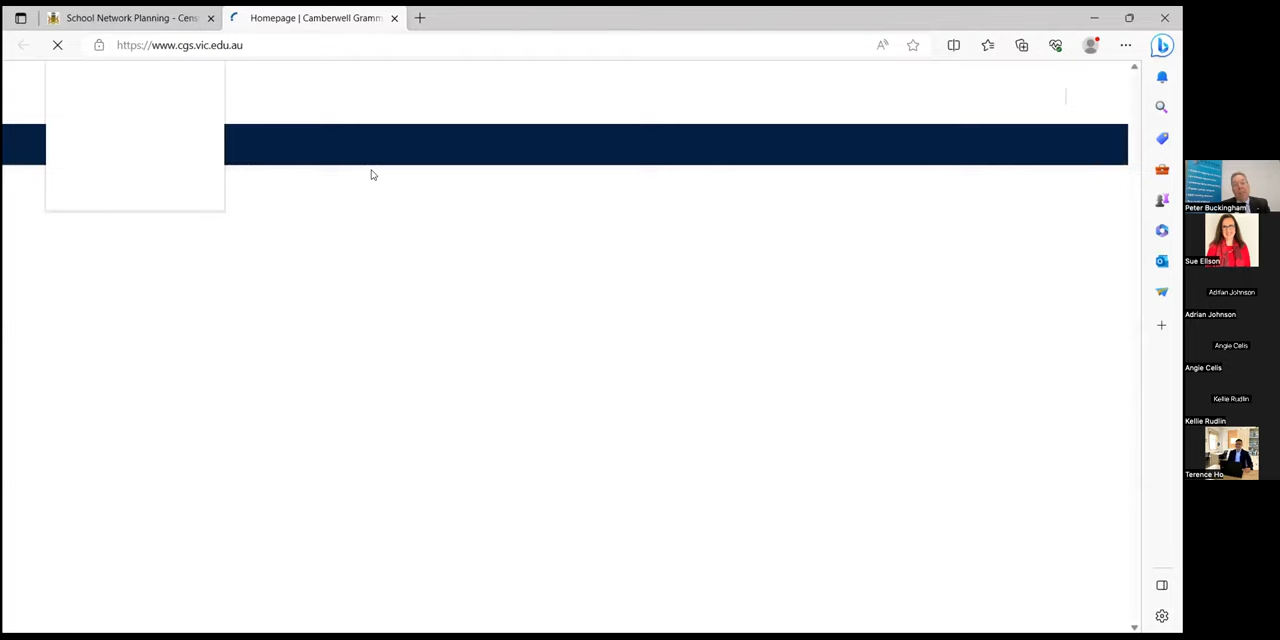 School Network Planning - Cens
Homepage | Camberwell Gramm
https://www.cgs.vic.edu.au
Peter Buckingham
Sue Ellson
Adrian Johnson
Adrian Johnson
Angie Celis
Angie Celis
Kellie Rudlin
Kellie Rudlin
Terence Ho